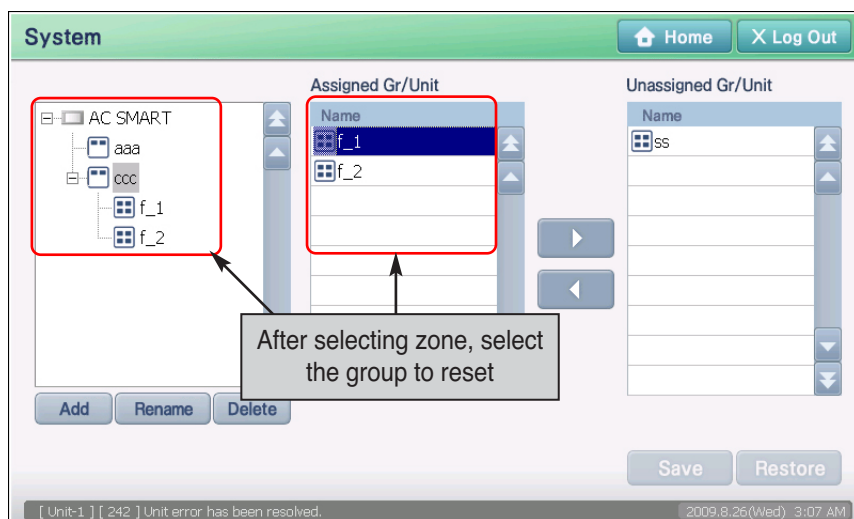 System
Home
X Log Out
Assigned Gr/Unit
Unassigned Gr/Unit
AC SMART
aaa
ccc
f_1
f_2
Name
f_1
f_2
Name
ss
After selecting zone, select
the group to reset
Add
Rename
Delete
Save
Restore
[ Unit-1 ] [ 242 ] Unit error has been resolved.
2009.8.26(Wed) 3:07 AM